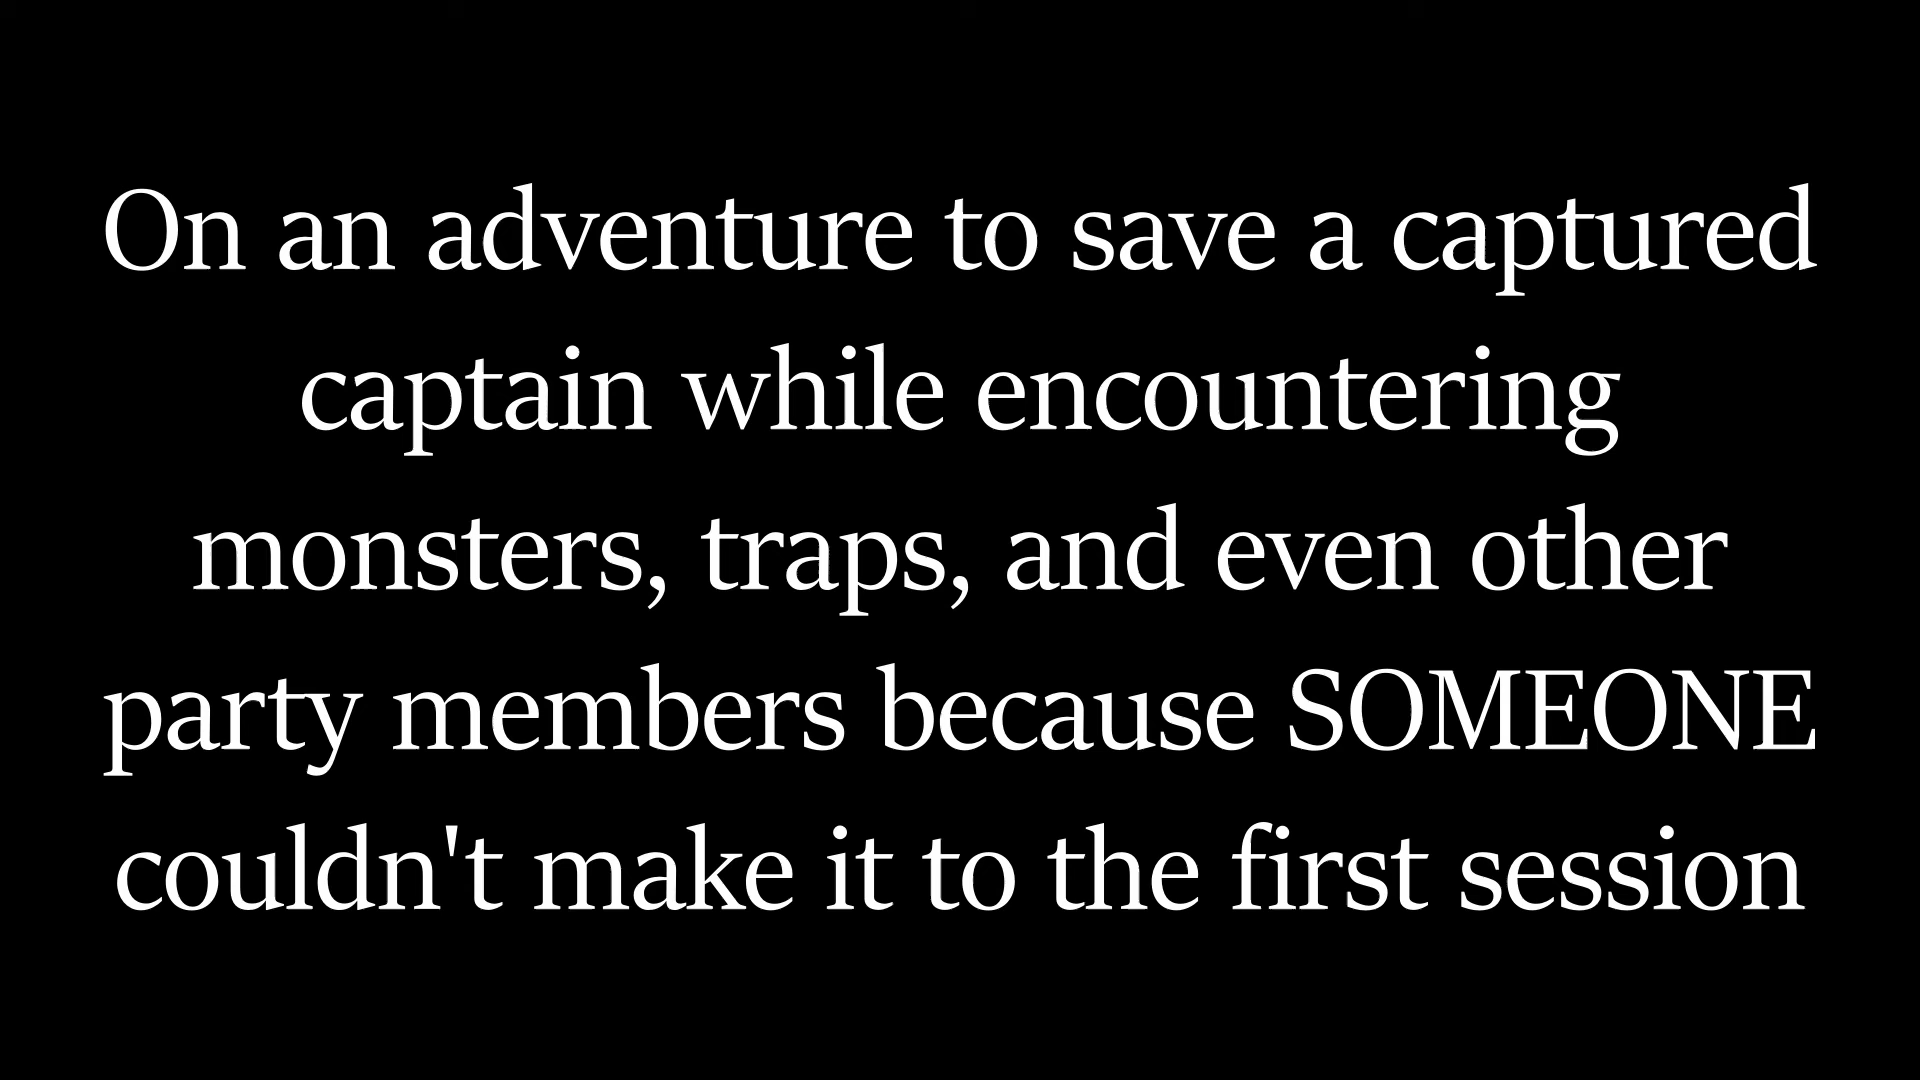 On an adventure to save a captured
captain while encountering
monsters, traps, and even other
party members because SOMEONE
couldn't make it to the first session